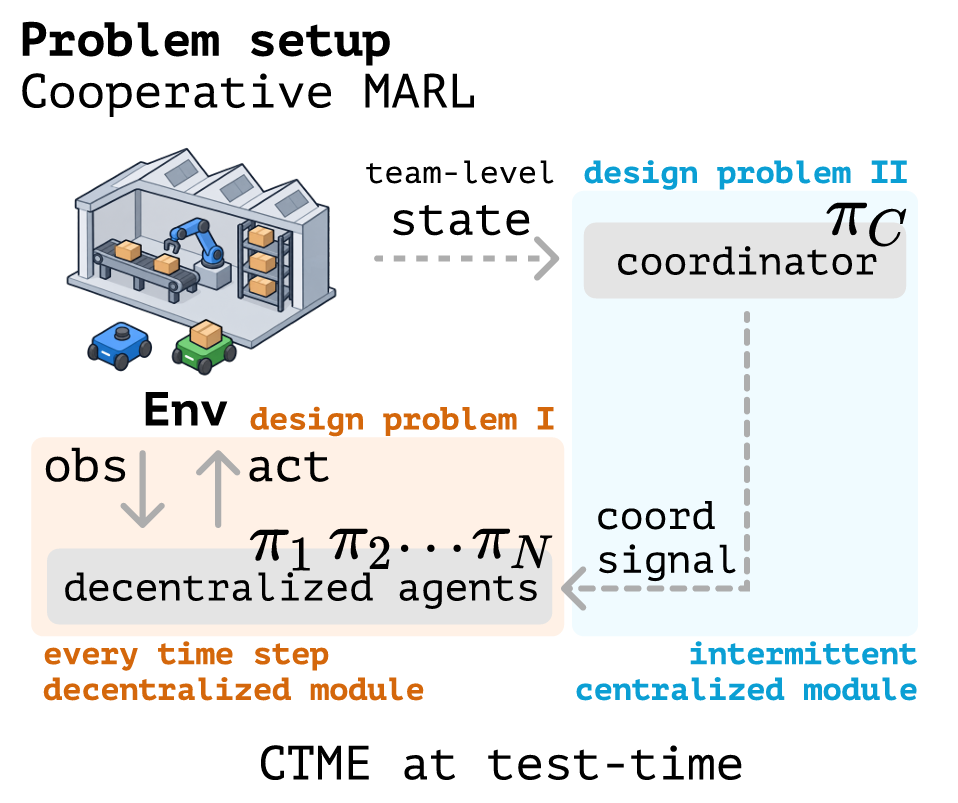 Problem setup
Cooperative MARL
team-level
state
design problem II
π_C
coordinator
Env
design problem I
obs
act
π_1 π_2 ... π_N
decentralized agents
coord
signal
every time step
decentralized module
intermittent
centralized module
CTME at test-time